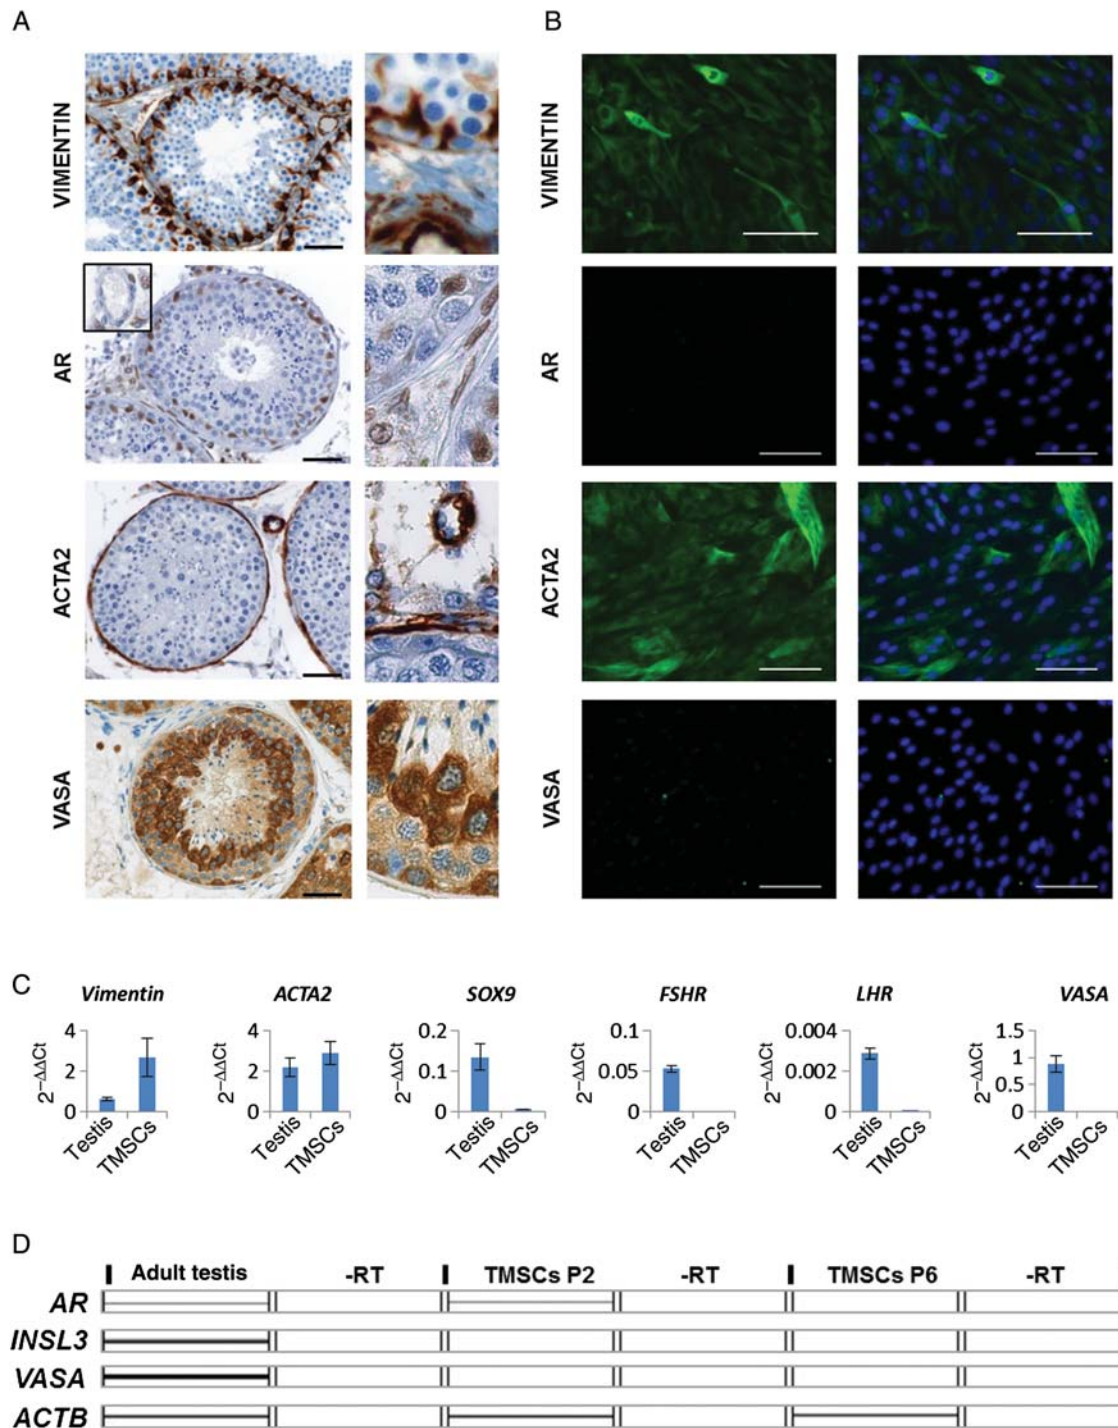 A
B
VIMENTIN
VIMENTIN
AR
AR
ACTA2
ACTA2
VASA
VASA
C
Vimentin
ACTA2
SOX9
FSHR
LHR
VASA
2−ΔΔCt
4
2
0
Testis
TMSCs
2−ΔΔCt
4
2
0
Testis
TMSCs
2−ΔΔCt
0.2
0.1
0
Testis
TMSCs
2−ΔΔCt
0.1
0.05
0
Testis
TMSCs
2−ΔΔCt
0.004
0.002
0
Testis
TMSCs
2−ΔΔCt
1.5
1
0.5
0
Testis
TMSCs
D
Adult testis -RT TMSCs P2 -RT TMSCs P6 -RT
AR
INSL3
VASA
ACTB